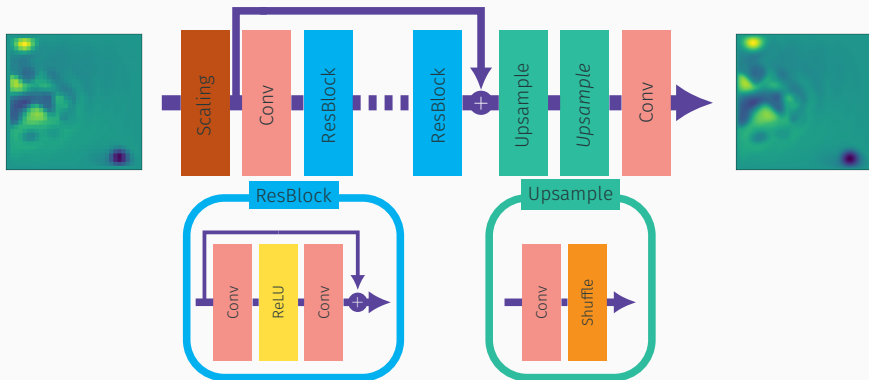 Scaling
Conv
ResBlock
ResBlock
+
Upsample
Upsample
Conv
ResBlock
Conv
ReLU
Conv
+
Upsample
Conv
Shuffle